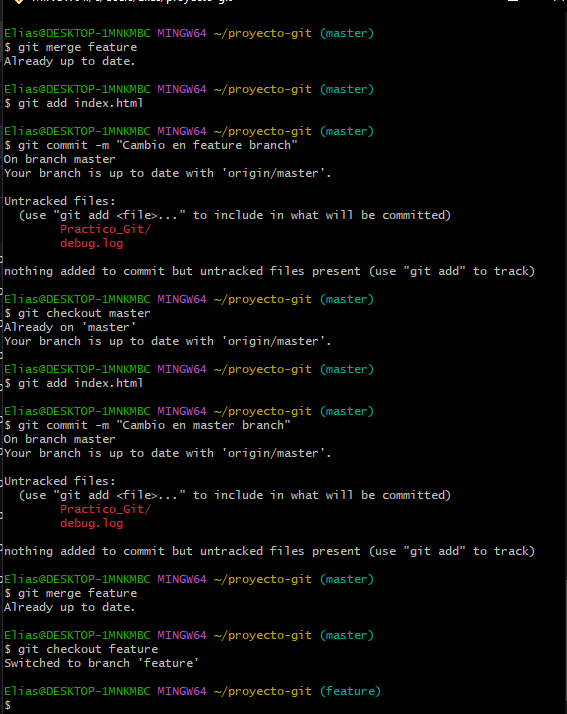 Elias@DESKTOP-1MNKMBC MINGW64 ~/proyecto-git (master)
$ git merge feature
Already up to date.
Elias@DESKTOP-1MNKMBC MINGW64 ~/proyecto-git (master)
$ git add index.html
Elias@DESKTOP-1MNKMBC MINGW64 ~/proyecto-git (master)
$ git commit -m "Cambio en feature branch"
On branch master
Your branch is up to date with 'origin/master'.
Untracked files:
(use "git add <file>..." to include in what will be committed)
Practico_Git/
debug.log
nothing added to commit but untracked files present (use "git add" to track)
Elias@DESKTOP-1MNKMBC MINGW64 ~/proyecto-git (master)
$ git checkout master
Already on 'master'
Your branch is up to date with 'origin/master'.
Elias@DESKTOP-1MNKMBC MINGW64 ~/proyecto-git (master)
$ git add index.html
Elias@DESKTOP-1MNKMBC MINGW64 ~/proyecto-git (master)
$ git commit -m "Cambio en master branch"
On branch master
Your branch is up to date with 'origin/master'.
Untracked files:
(use "git add <file>..." to include in what will be committed)
Practico_Git/
debug.log
nothing added to commit but untracked files present (use "git add" to track)
Elias@DESKTOP-1MNKMBC MINGW64 ~/proyecto-git (master)
$ git merge feature
Already up to date.
Elias@DESKTOP-1MNKMBC MINGW64 ~/proyecto-git (master)
$ git checkout feature
Switched to branch 'feature'
Elias@DESKTOP-1MNKMBC MINGW64 ~/proyecto-git (feature)
$